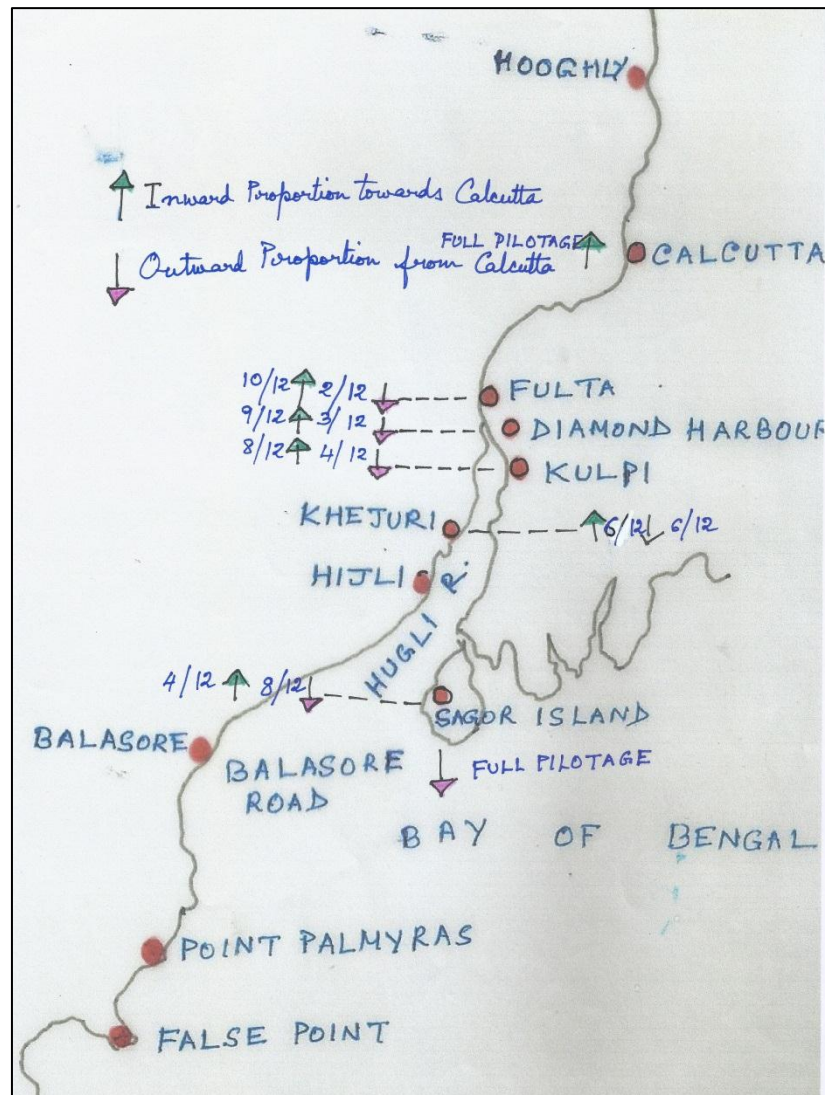 HOOGHLY
Inward Proportion towards Calcutta
FULL PILOTAGE
CALCUTTA
Outward Piroportion from Calcutta
10/12 2/12
FULTA
9/12 3/12
DIAMOND HARBOUR
8/12 4/12
KULPI
KHEJURI
6/12 6/12
HIJLI
HUGLI R.
4/12 8/12
SAGOR ISLAND
BALASORE
BALASORE
ROAD
FULL PILOTAGE
BAY OF BENGAL
POINT PALMYRAS
FALSE POINT